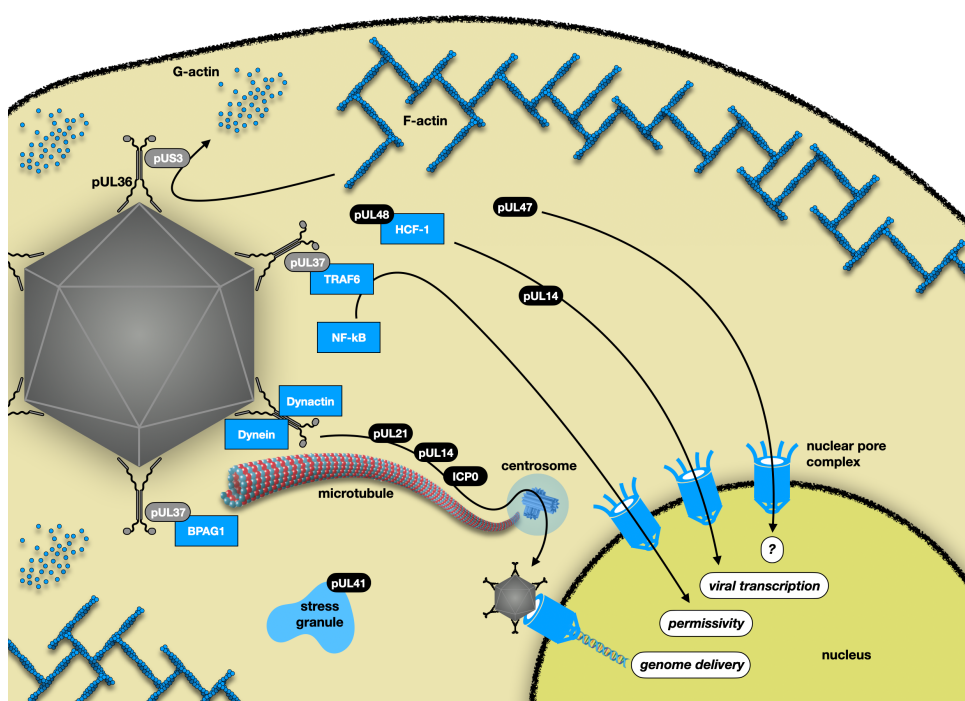 G-actin
F-actin
pUS3
pUL36
pUL48
HCF-1
pUL47
pUL37
TRAF6
pUL14
NF-kB
Dynactin
Dynein
pUL21
pUL14
ICP0
centrosome
nuclear pore
complex
microtubule
pUL37
BPAG1
?
pUL41
stress
granule
viral transcription
permissivity
nucleus
genome delivery